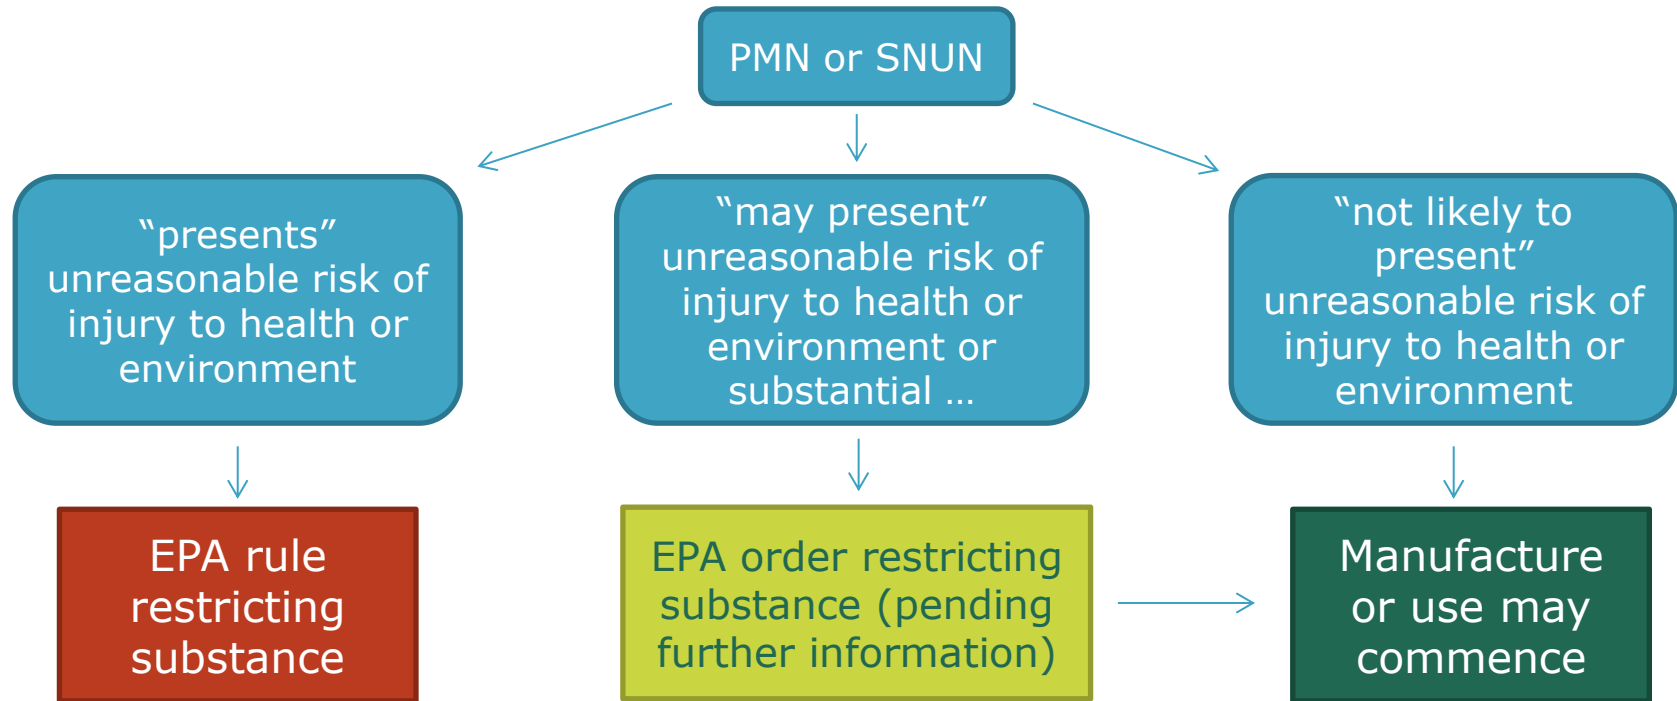 PMN or SNUN
“presents”
unreasonable risk of
injury to health or
environment
“may present”
unreasonable risk of
injury to health or
environment or
substantial …
“not likely to
present”
unreasonable risk of
injury to health or
environment
EPA rule
restricting
substance
EPA order restricting
substance (pending
further information)
Manufacture
or use may
commence